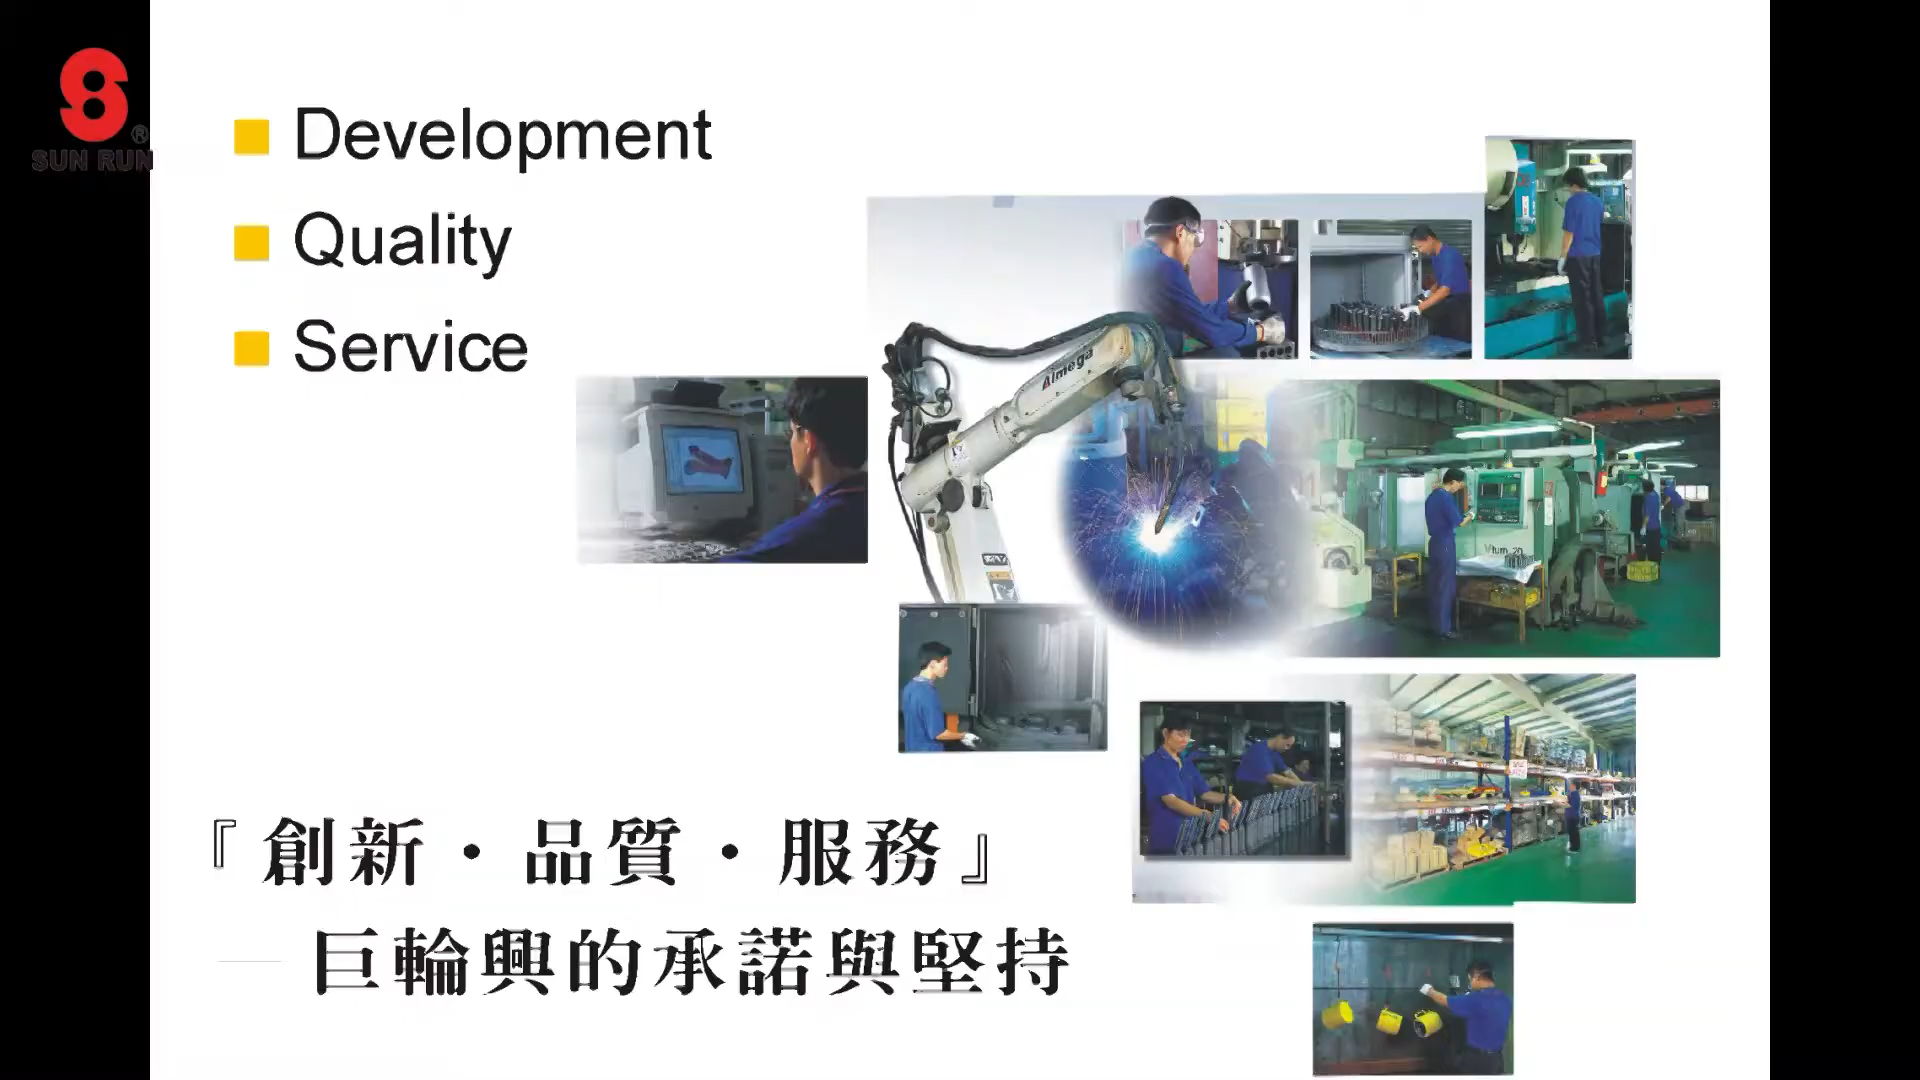 SUN RUN
®
Development
Quality
Service
Almega
『創新・品質・服務』
— 巨輪興的承諾與堅持